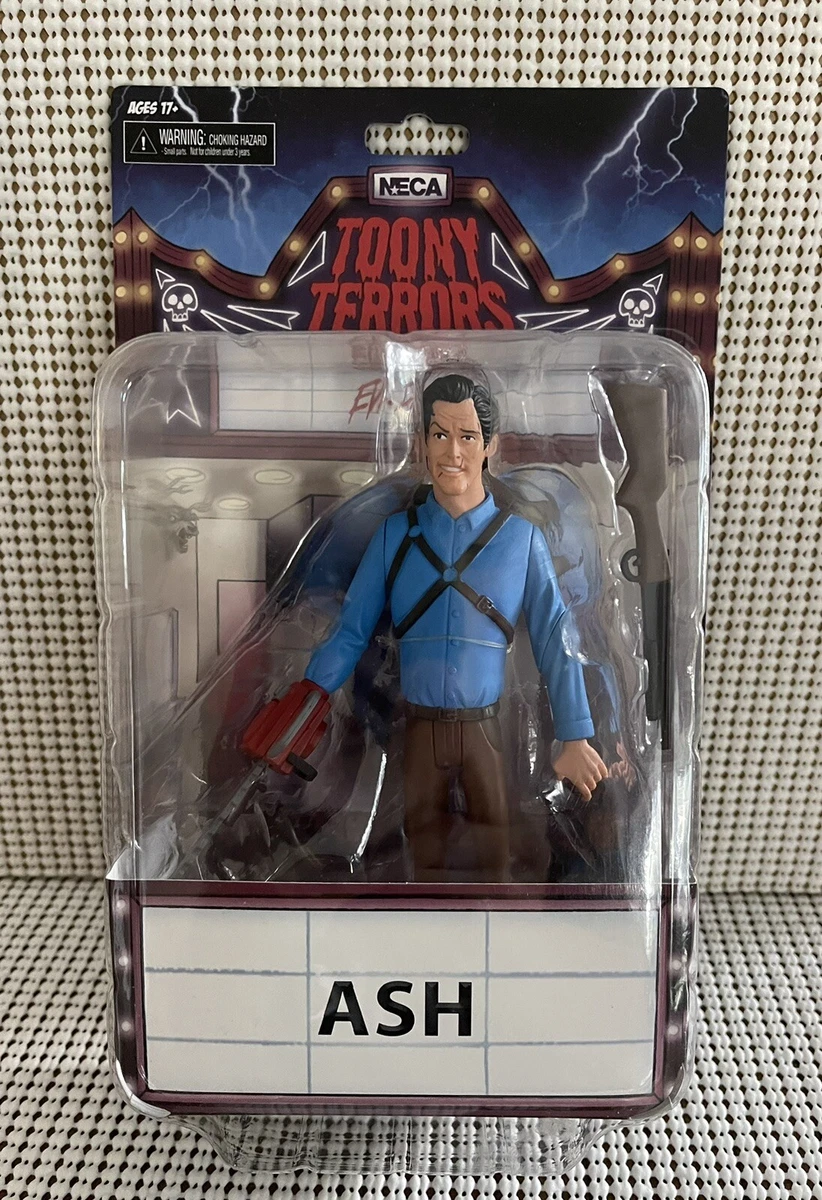 AGES 17+
WARNING: CHOKING HAZARD
- Small parts. Not for children under 3 years.
NECA
TOONY
TERRORS
ASH